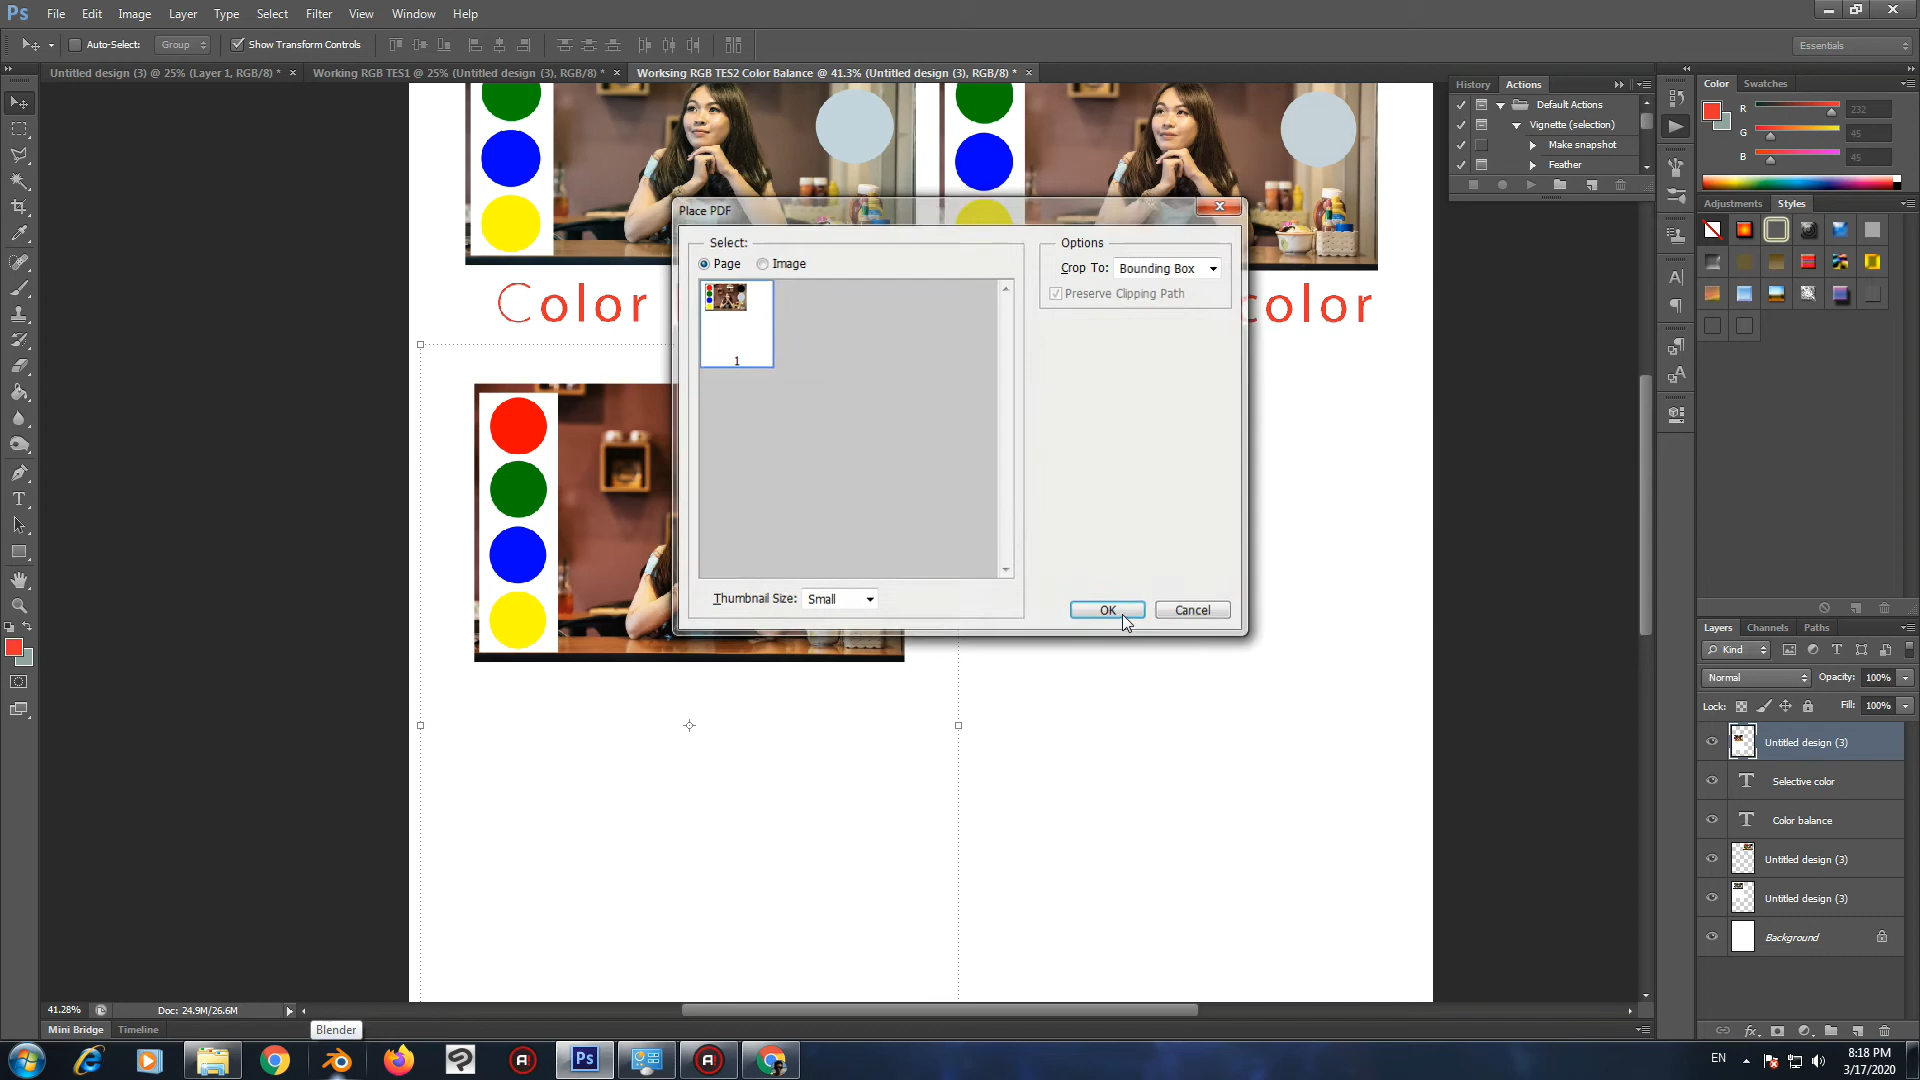 Ps File Edit Image Layer Type Select Filter 3D View Window Help
Auto-Select: Group Show Transform Controls Essentials
Untitled design (3) @ 25% (Layer 1, RGB/8) * × Working RGB TES1 @ 25% (Untitled design (3), RGB/8) * × Worksing RGB TES2 Color Balance @ 41.3% (Untitled design (3), RGB/8) * ×
History Actions
Default Actions
Vignette (selection)
Make snapshot
Feather
Color Swatches
R 232
G 45
B 45
Adjustments Styles
Color
color
Place PDF
Select:
Page Image
1
Thumbnail Size: Small
Options
Crop To: Bounding Box
Preserve Clipping Path
OK Cancel
Layers Channels Paths
Kind
Normal Opacity: 100%
Lock: Fill: 100%
Untitled design (3)
T Selective color
T Color balance
Untitled design (3)
Untitled design (3)
Background
fx
41.28% Doc: 24.9M/26.6M
Mini Bridge Timeline
Blender
Ps
EN
8:18 PM
3/17/2020